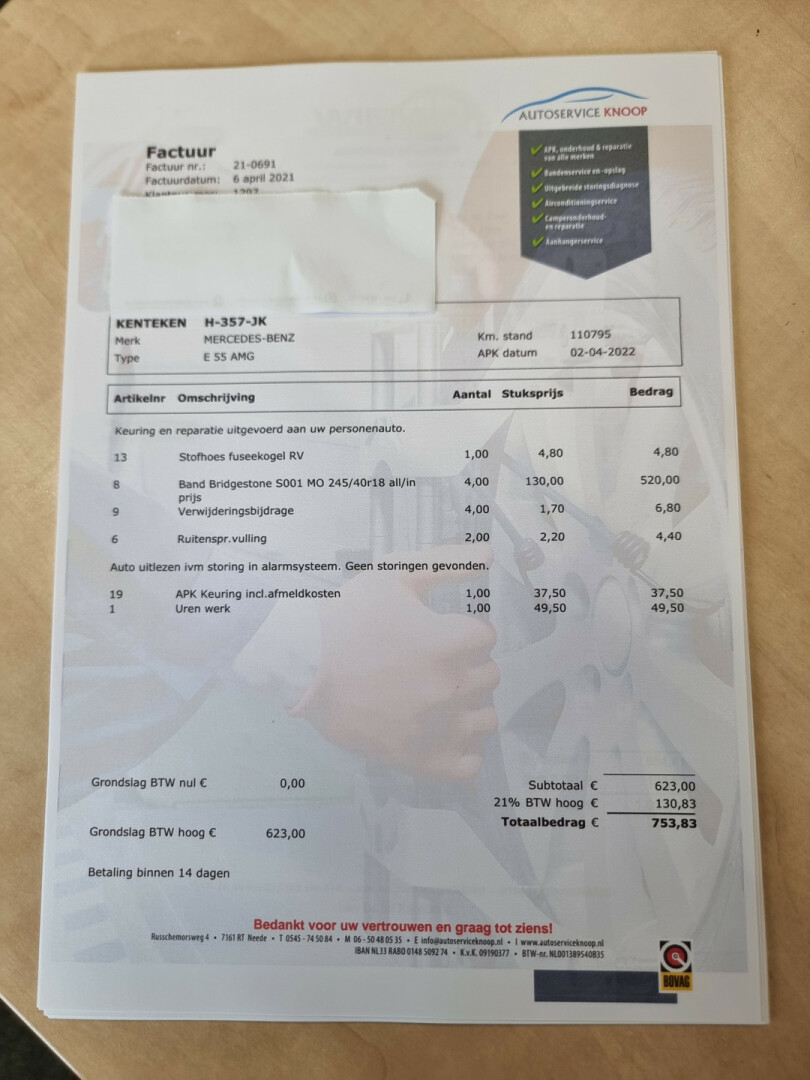 AUTOSERVICE KNOOP
APK, onderhoud & reparatie
van alle merken
Bandenservice en -opslag
Uitgebreide storingsdiagnose
Airconditioningservice
Camperonderhoud-
en reparatie
Aanhangerservice
Factuur
Factuur nr.: 21-0691
Factuurdatum: 6 april 2021
1207
KENTEKEN H-357-JK
Merk MERCEDES-BENZ Km. stand 110795
Type E 55 AMG APK datum 02-04-2022
Artikelnr Omschrijving Aantal Stuksprijs Bedrag
Keuring en reparatie uitgevoerd aan uw personenauto.
13 Stofhoes fuseekogel RV 1,00 4,80 4,80
8 Band Bridgestone S001 MO 245/40r18 all/in 4,00 130,00 520,00
prijs
9 Verwijderingsbijdrage 4,00 1,70 6,80
6 Ruitenspr.vulling 2,00 2,20 4,40
Auto uitlezen ivm storing in alarmsysteem. Geen storingen gevonden.
19 APK Keuring incl.afmeldkosten 1,00 37,50 37,50
1 Uren werk 1,00 49,50 49,50
Grondslag BTW nul € 0,00 Subtotaal € 623,00
21% BTW hoog € 130,83
Grondslag BTW hoog € 623,00 Totaalbedrag € 753,83
Betaling binnen 14 dagen
Bedankt voor uw vertrouwen en graag tot ziens!
Russchemorsweg 4 • 7161 RT Neede • T 0545 - 74 50 84 • M 06 - 50 48 05 35 • E info@autoserviceknoop.nl • I www.autoserviceknoop.nl
IBAN NL33 RABO 0148 5092 74 • K.v.K. 09190377 • BTW-nr. NL001389540B35
BOVAG